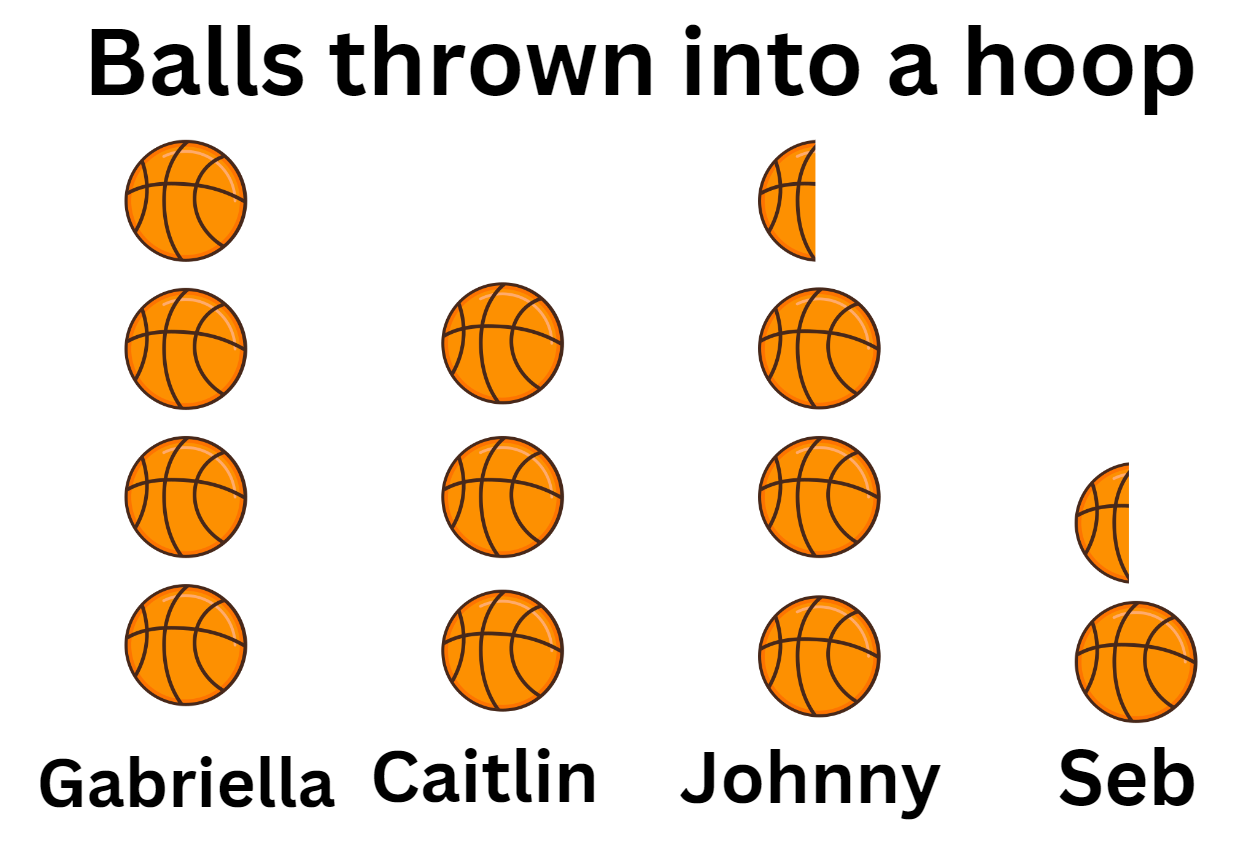 Balls thrown into a hoop
Gabriella Caitlin Johnny Seb